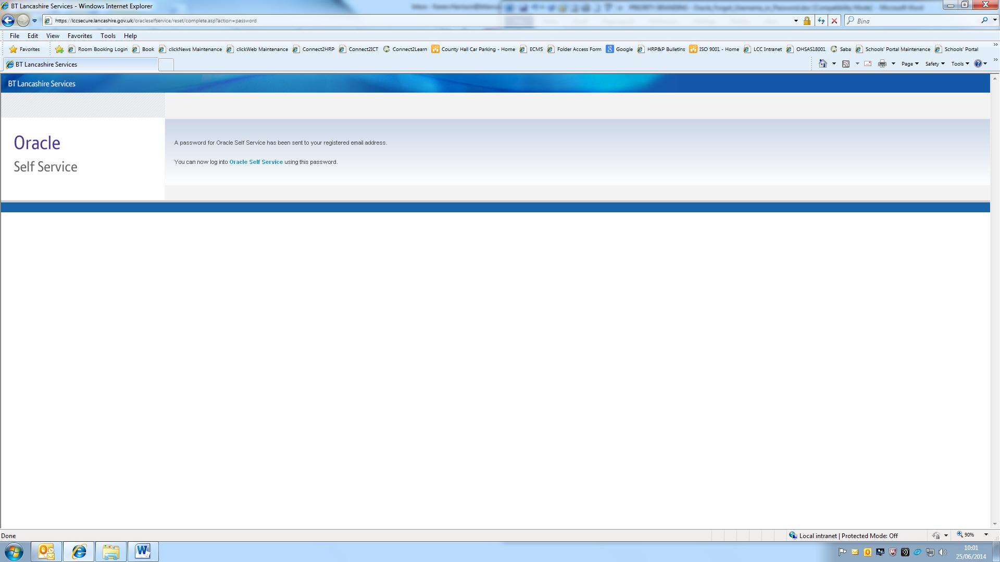 BT Lancashire Services - Windows Internet Explorer
https://lccsecure.lancashire.gov.uk/oracleselfservice/reset/complete.asp?action=password
Bing
File Edit View Favorites Tools Help
Favorites Room Booking Login Book clickNews Maintenance clickWeb Maintenance Connect2HRP Connect2ICT Connect2Learn County Hall Car Parking - Home ECMS Folder Access Form Google HRP&P Bulletins ISO 9001 - Home LCC Intranet OHSAS18001 Saba Schools' Portal Maintenance Schools' Portal
BT Lancashire Services
Page Safety Tools
BT Lancashire Services
Oracle
Self Service
A password for Oracle Self Service has been sent to your registered email address.
You can now log into Oracle Self Service using this password.
Done
Local intranet | Protected Mode: Off
90%
10:01
25/06/2014